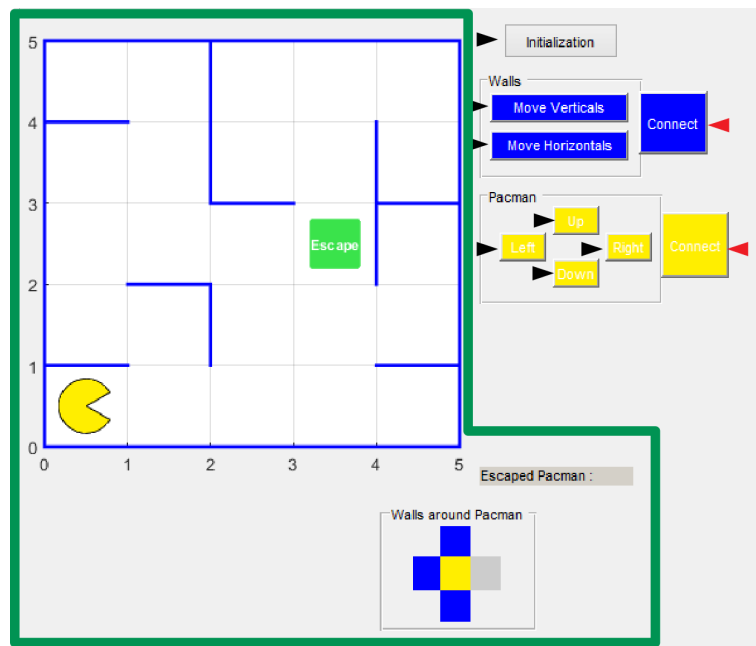 5
Initialization
Walls
Move Verticals
4
Connect
Move Horizontals
3
Pacman
Up
Escape
Left
Right
Connect
Down
2
1
0
0 1 2 3 4 5
Escaped Pacman :
Walls around Pacman